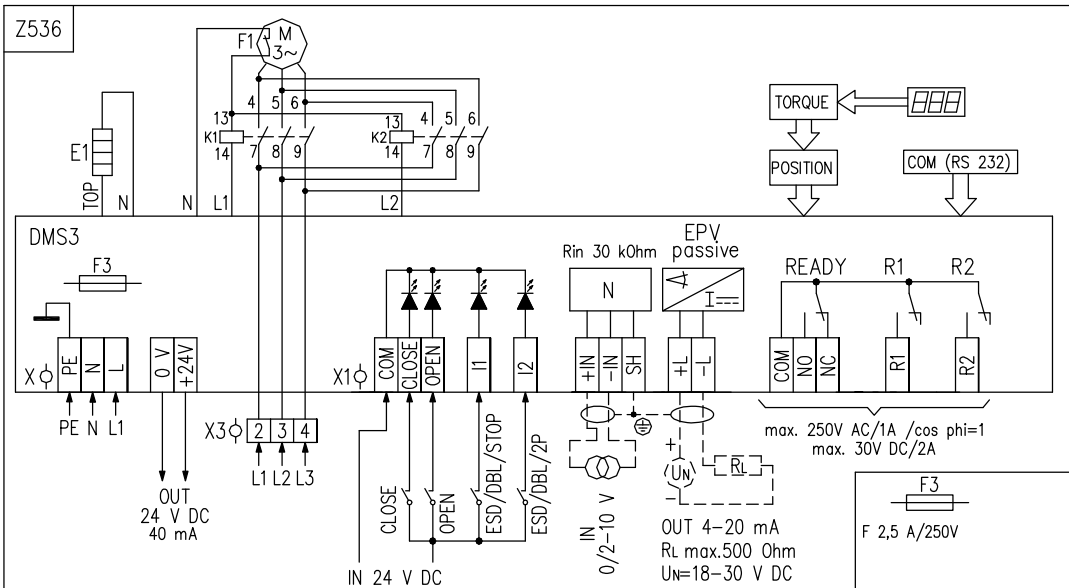 Z536
F1
M
3~
4 5 6
13
K1
14
7 8 9
13
K2
14
4 5 6
7 8 9
E1
TOP
N
N
L1
L2
TORQUE
POSITION
COM (RS 232)
DMS3
F3
Rin 30 kOhm
N
EPV
passive
I
READY
R1
R2
X
PE
N
L
0 V
+24V
X1
COM
CLOSE
OPEN
I1
I2
+IN
-IN
SH
+L
-L
COM
NO
NC
R1
R2
PE N L1
X3
2 3 4
L1 L2 L3
OUT
24 V DC
40 mA
CLOSE
OPEN
ESD/DBL/STOP
ESD/DBL/2P
IN 24 V DC
IN
0/2-10 V
+
UN
-
RL
OUT 4-20 mA
RL max.500 Ohm
UN=18-30 V DC
max. 250V AC/1A /cos phi=1
max. 30V DC/2A
F3
F 2,5 A/250V